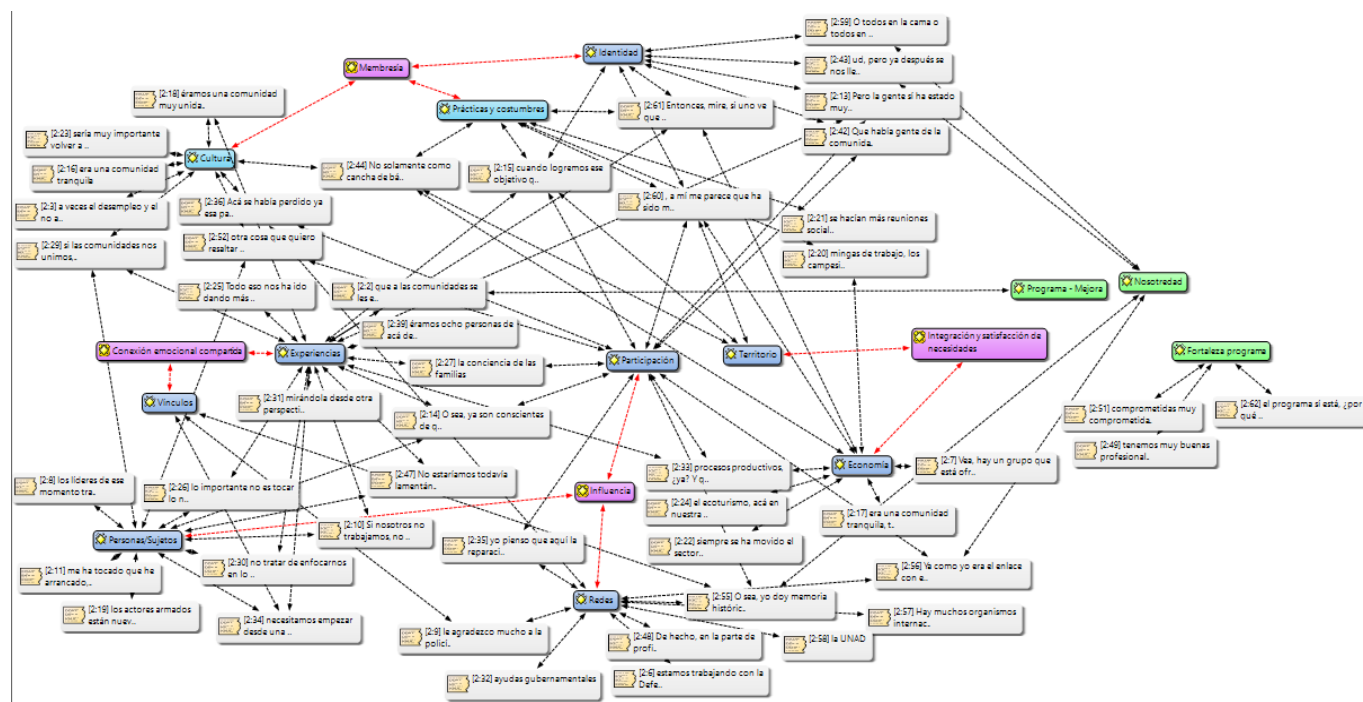 [2:59] O todos en la cama o
todos en ..
Identidad
[2:43] ud, pero ya después se
nos lle..
Membresía
[2:18] éramos una comunidad
muy unida.
[2:13] Pero la gente sí ha estado
muy..
Prácticas y costumbres
[2:61] Entonces, mire, si uno ve
que ..
[2:42] Que había gente de la
comunida.
[2:23] sería muy importante
volver a ..
Cultura
[2:44] No solamente como
cancha de bá..
[2:15] cuando logremos ese
objetivo q..
[2:16] era una comunidad
tranquila
[2:3] a veces el desempleo y el
no a..
[2:36] Acá se había perdido ya
esa pa..
[2:60] , a mí me parece que ha
sido m..
[2:21] se hacían más reuniones
social..
[2:29] si las comunidades nos
unimos,..
[2:52] otra cosa que quiero
resaltar ..
[2:20] mingas de trabajo, los
campesi..
[2:25] Todo eso nos ha ido
dando más ..
[2:2] que a las comunidades se
les e..
Programa - Mejora
Nosotredad
[2:39] éramos ocho personas de
acá de..
Conexión emocional compartida
Experiencias
[2:27] la conciencia de las
familias
Participación
Territorio
Integración y satisfacción de
necesidades
Fortaleza programa
Vínculos
[2:31] mirándola desde otra
perspecti..
[2:14] O sea, ya son conscientes
de q..
[2:51] comprometidas muy
comprometida.
[2:62] el programa sí está, ¿por
qué ..
[2:49] tenemos muy buenas
profesional..
[2:8] los líderes de ese
momento tra..
[2:26] lo importante no es tocar
lo n..
[2:47] No estaríamos todavía
lamentán..
[2:33] procesos productivos,
¿ya? Y q..
Economía
[2:7] Vea, hay un grupo que
está ofr..
Influencia
[2:24] el ecoturismo, acá en
nuestra ..
[2:17] era una comunidad
tranquila, t..
Personas/Sujetos
[2:10] Si nosotros no
trabajamos, no ..
[2:35] yo pienso que aquí la
reparaci..
[2:22] siempre se ha movido el
sector..
[2:11] me ha tocado que he
arrancado,..
[2:30] no tratar de enfocarnos
en lo ..
[2:56] Ya como yo era el enlace
con e..
[2:19] los actores armados
están nuev..
[2:34] necesitamos empezar
desde una ..
Redes
[2:55] O sea, yo doy memoria
históric..
[2:57] Hay muchos organismos
internac..
[2:9] le agradezco mucho a la
polici..
[2:48] De hecho, en la parte de
profi..
[2:58] la UNAD
[2:32] ayudas gubernamentales
[2:6] estamos trabajando con la
Defe..